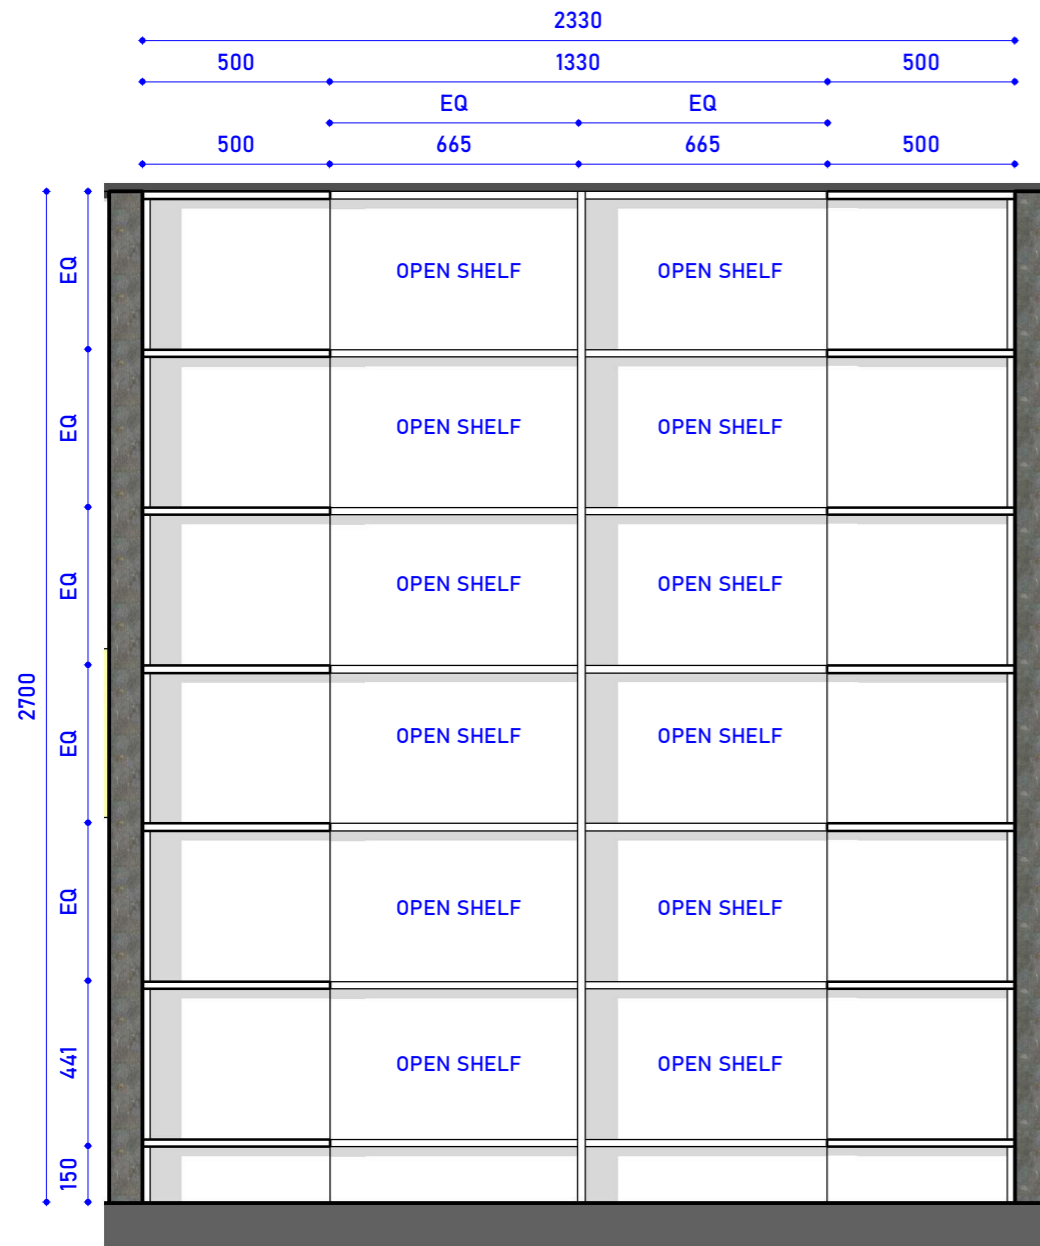 2330
500 1330 500
EQ EQ
500 665 665 500
EQ OPEN SHELF OPEN SHELF
EQ OPEN SHELF OPEN SHELF
EQ OPEN SHELF OPEN SHELF
2700
EQ OPEN SHELF OPEN SHELF
EQ OPEN SHELF OPEN SHELF
441 OPEN SHELF OPEN SHELF
150